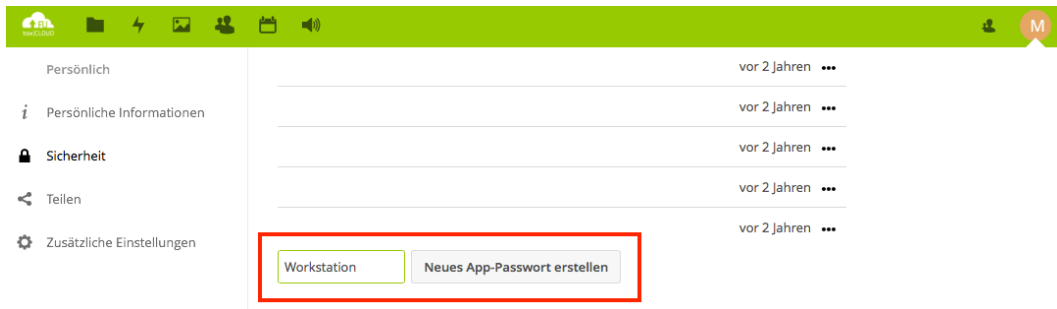 M
Persönlich
vor 2 Jahren
Persönliche Informationen
vor 2 Jahren
Sicherheit
vor 2 Jahren
Teilen
vor 2 Jahren
Zusätzliche Einstellungen
vor 2 Jahren
Workstation
Neues App-Passwort erstellen